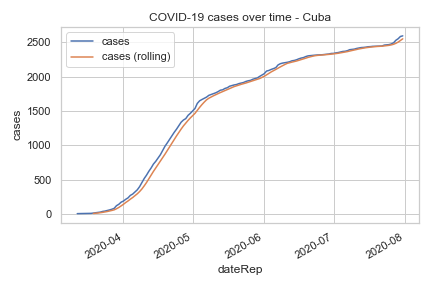 COVID-19 cases over time - Cuba
cases
cases (rolling)
2500
2000
1500
1000
500
0
cases
2020-04
2020-05
2020-06
2020-07
2020-08
dateRep